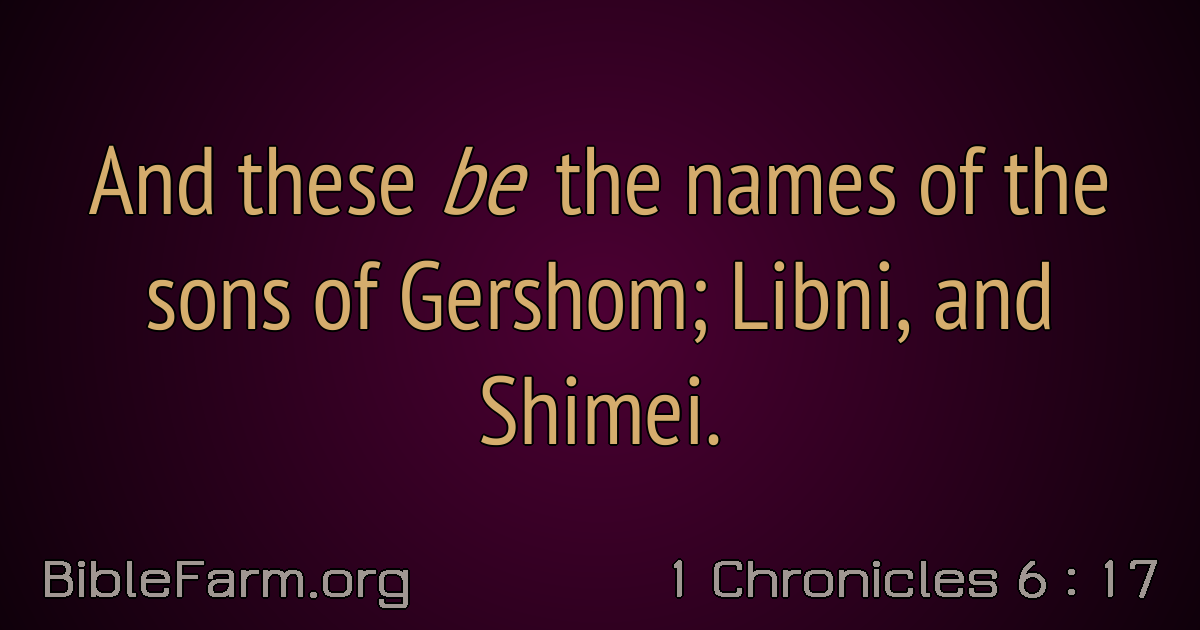 And these be the names of the
sons of Gershom; Libni, and
Shimei.
BibleFarm.org
1 Chronicles 6 : 17